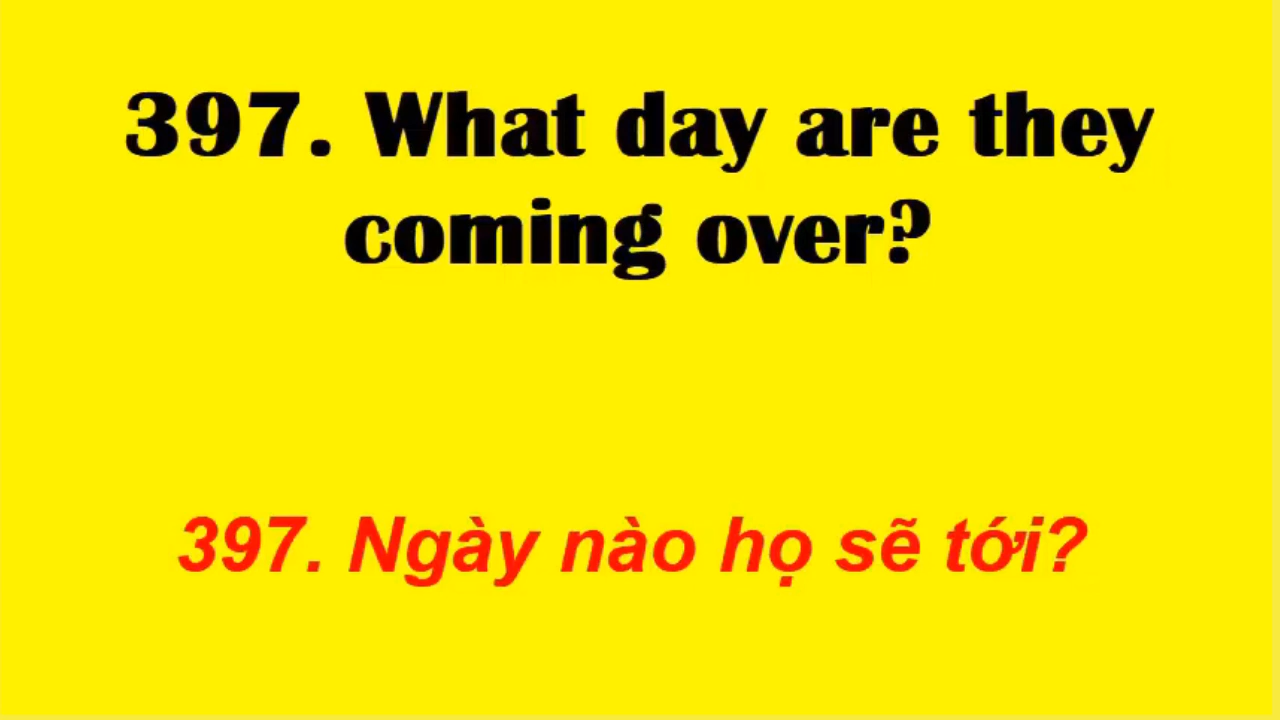 397. What day are they
coming over?
397. Ngày nào họ sẽ tới?